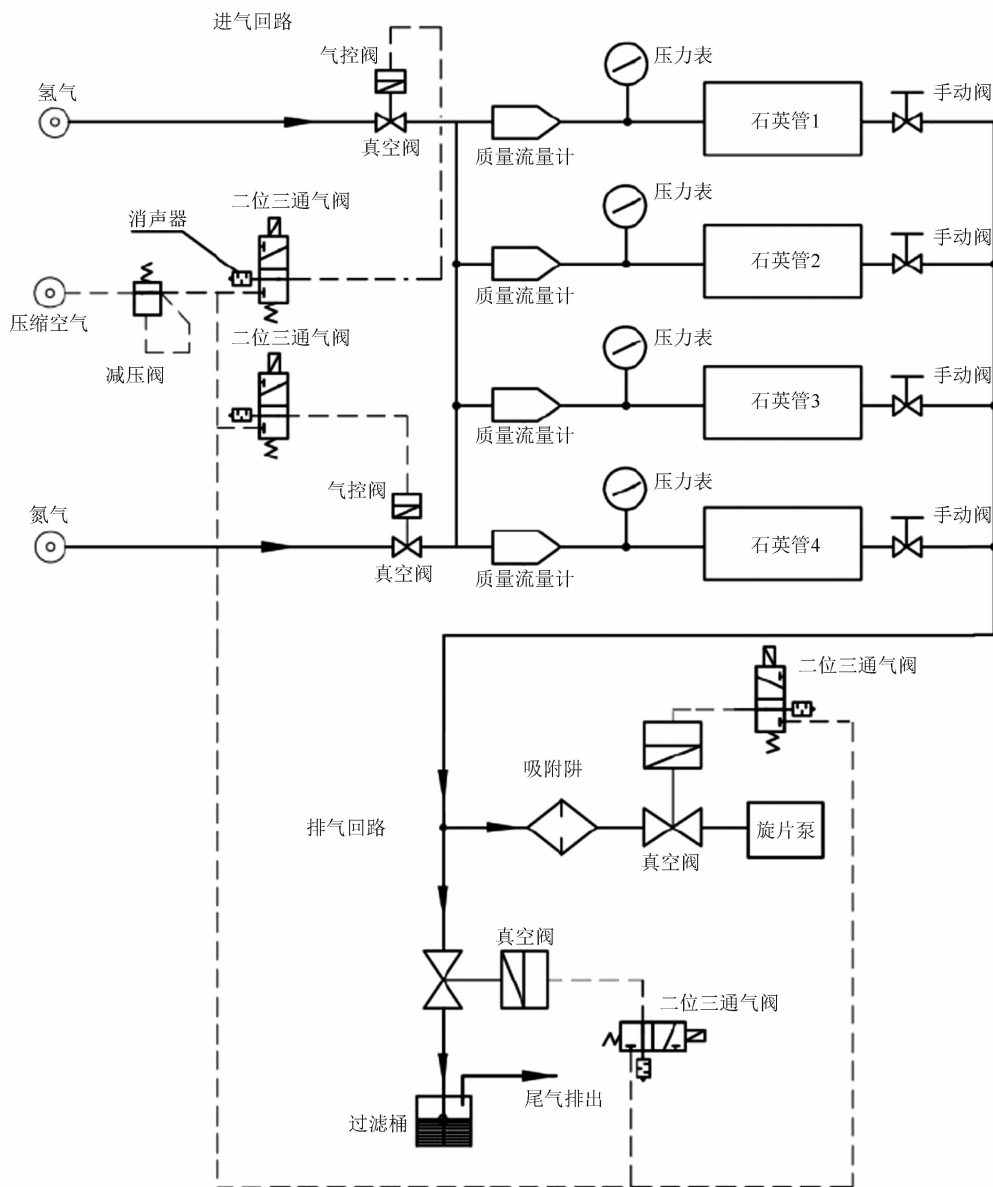 进气回路
气控阀
压力表
手动阀
氢气
石英管1
真空阀
质量流量计
二位三通气阀
消声器
压力表
手动阀
石英管2
质量流量计
压缩空气
二位三通气阀
减压阀
压力表
手动阀
石英管3
质量流量计
气控阀
压力表
手动阀
氮气
石英管4
真空阀
质量流量计
二位三通气阀
吸附阱
排气回路
旋片泵
真空阀
真空阀
二位三通气阀
尾气排出
过滤桶